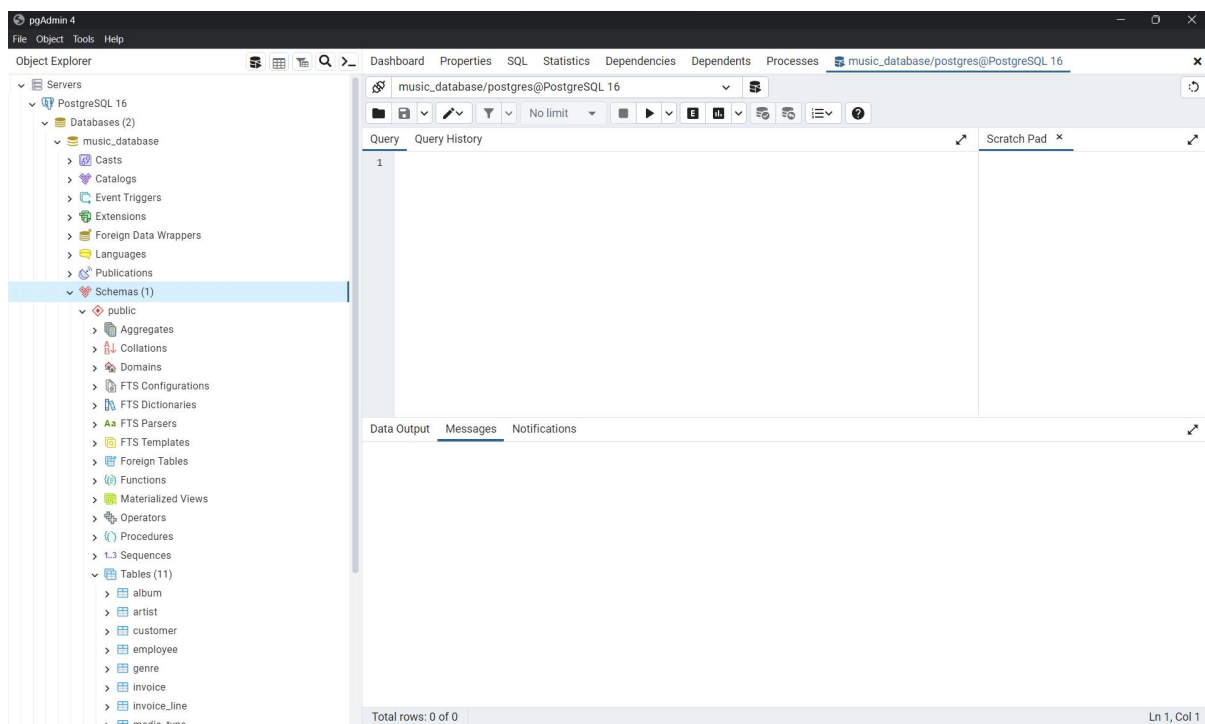 pgAdmin 4
File Object Tools Help
Object Explorer
Servers
PostgreSQL 16
Databases (2)
music_database
Casts
Catalogs
Event Triggers
Extensions
Foreign Data Wrappers
Languages
Publications
Schemas (1)
public
Aggregates
Collations
Domains
FTS Configurations
FTS Dictionaries
Aa FTS Parsers
FTS Templates
Foreign Tables
Functions
Materialized Views
Operators
Procedures
1..3 Sequences
Tables (11)
album
artist
customer
employee
genre
invoice
invoice_line
Dashboard Properties SQL Statistics Dependencies Dependents Processes music_database/postgres@PostgreSQL 16
music_database/postgres@PostgreSQL 16
No limit E
Query Query History Scratch Pad
1
Data Output Messages Notifications
Total rows: 0 of 0 Ln 1, Col 1